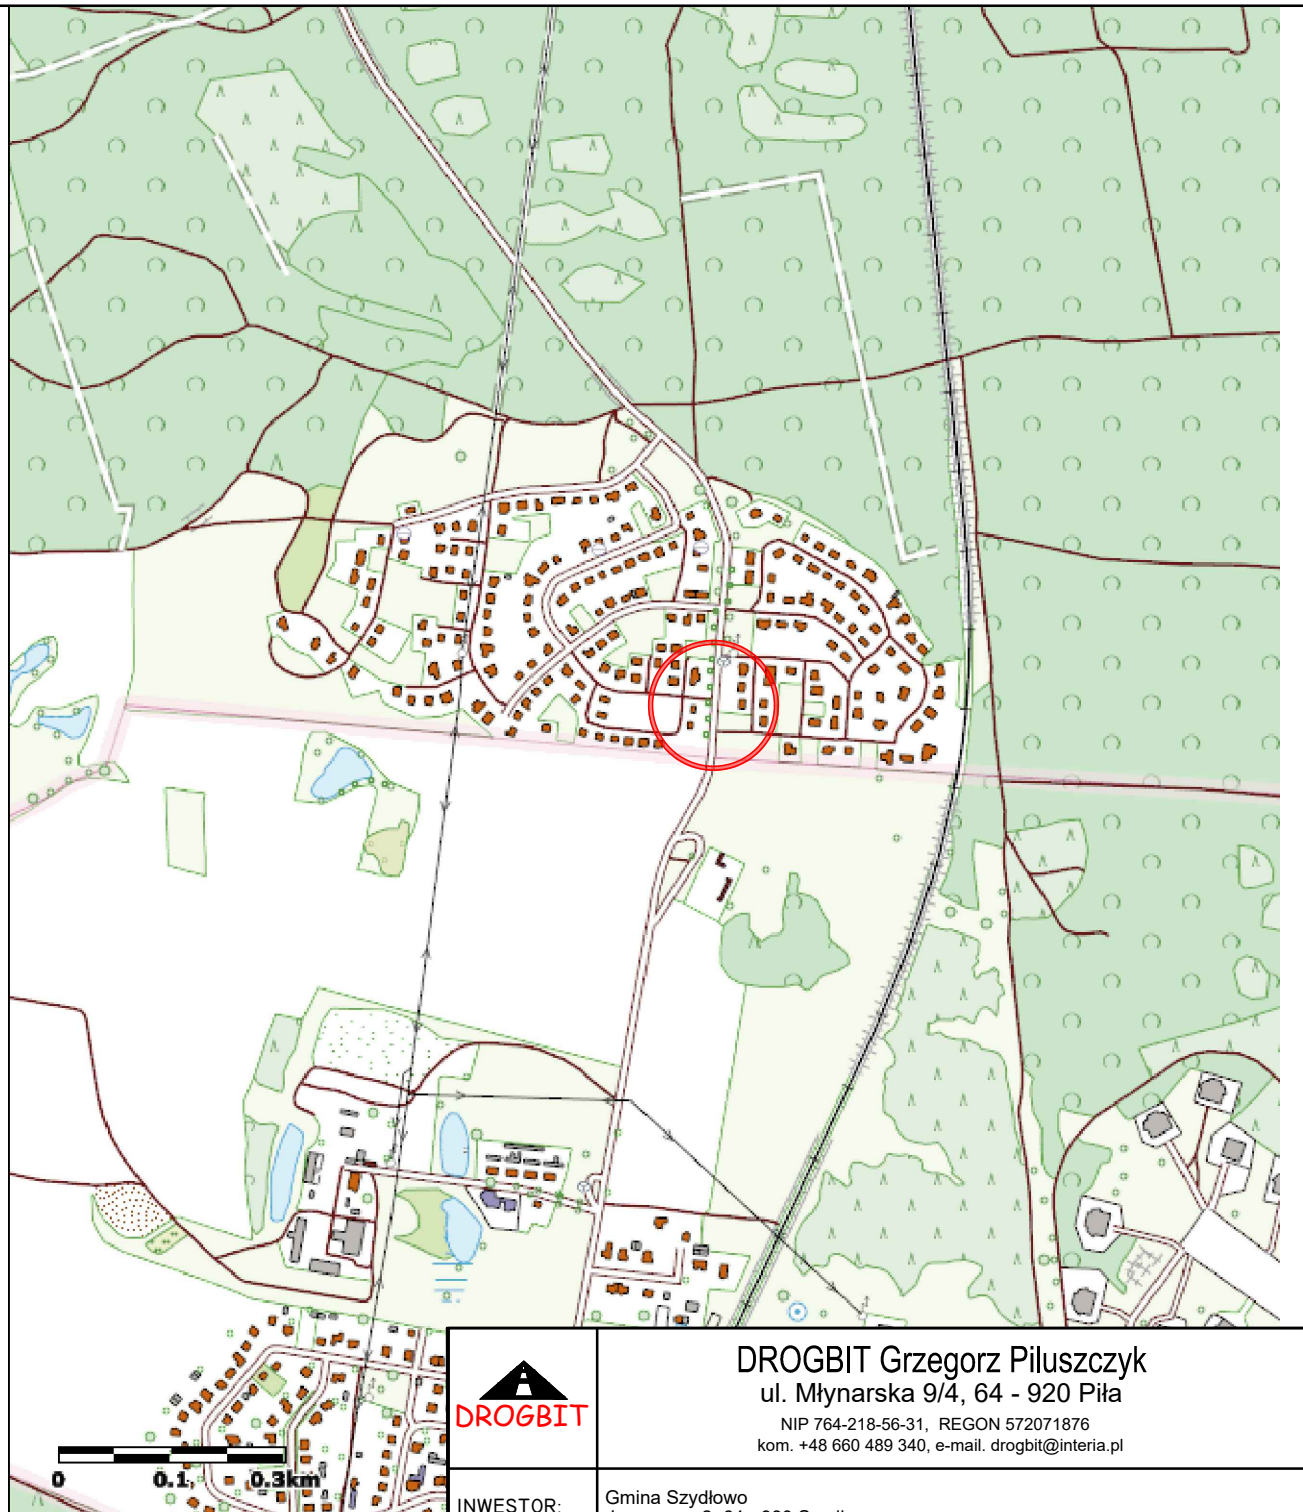 0 0.1 0.3km
DROGBIT
DROGBIT Grzegorz Piluszczyk
ul. Młynarska 9/4, 64 - 920 Piła
NIP 764-218-56-31, REGON 572071876
kom. +48 660 489 340, e-mail. drogbit@interia.pl
INWESTOR:
Gmina Szydłowo